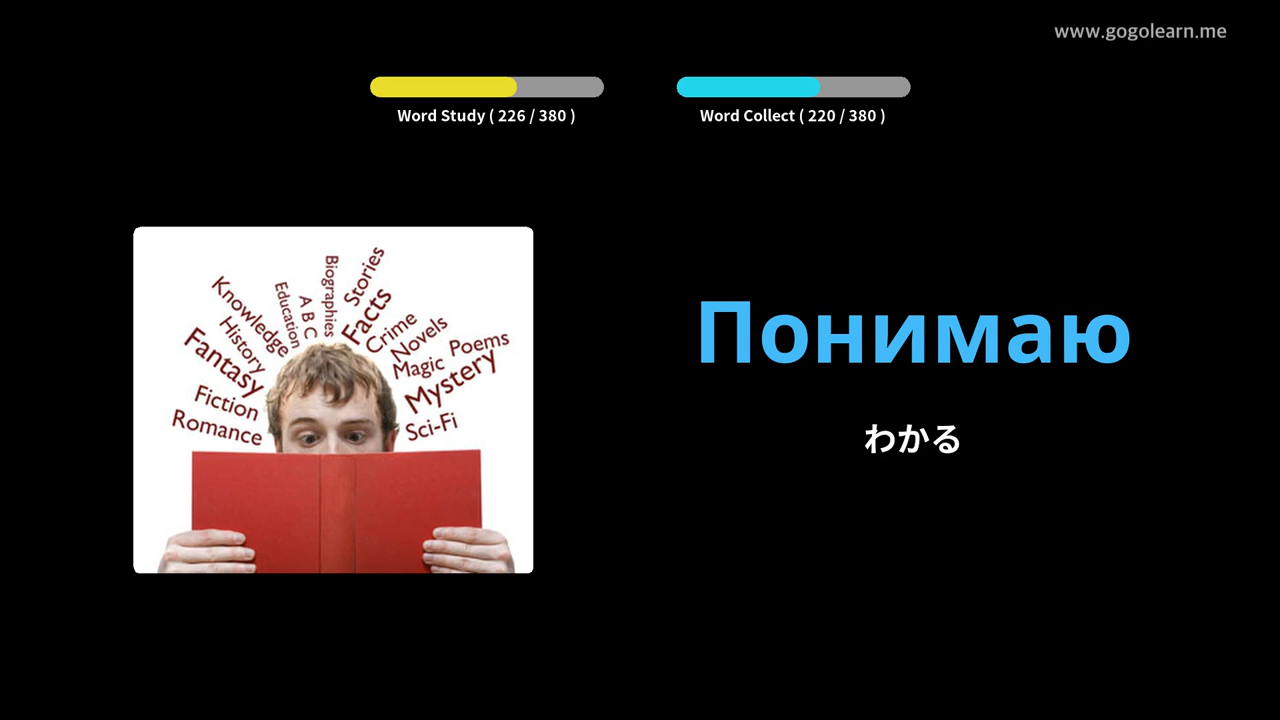 www.gogolearn.me
Word Study ( 226 / 380 )
Word Collect ( 220 / 380 )
Knowledge
History
Fantasy
Fiction
Romance
Education
A B C
Biographies
Stories
Facts
Crime
Novels
Magic
Poems
Mystery
Sci-Fi
Понимаю
わかる